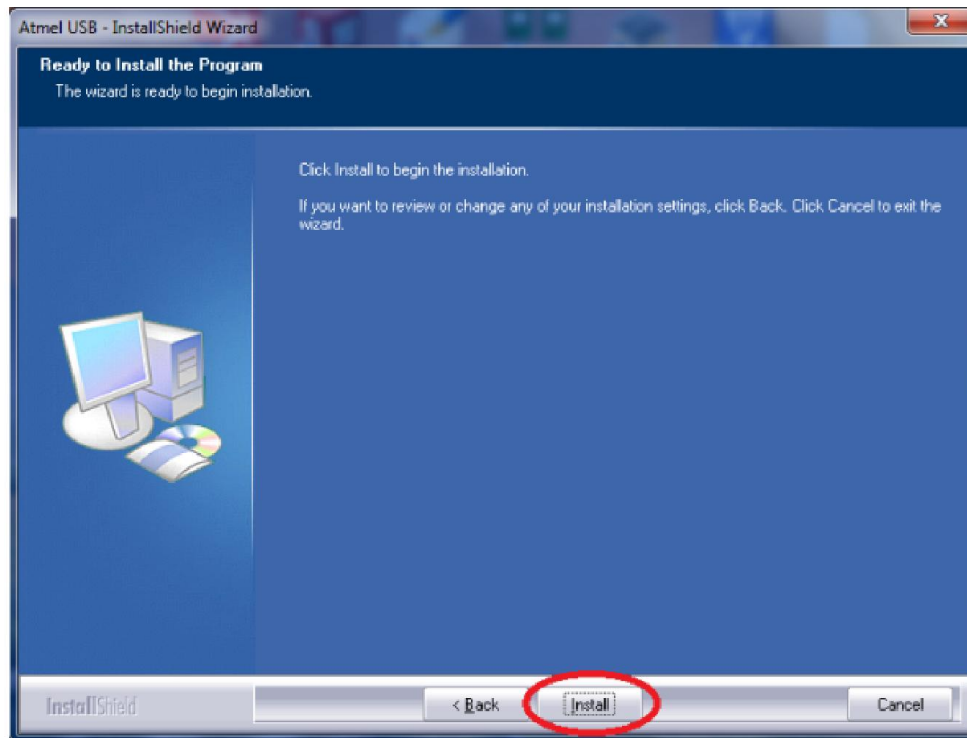 Atmel USB - InstallShield Wizard
Ready to Install the Program
The wizard is ready to begin installation.
Click Install to begin the installation.
If you want to review or change any of your installation settings, click Back. Click Cancel to exit the
wizard.
InstallShield
< Back
Install
Cancel